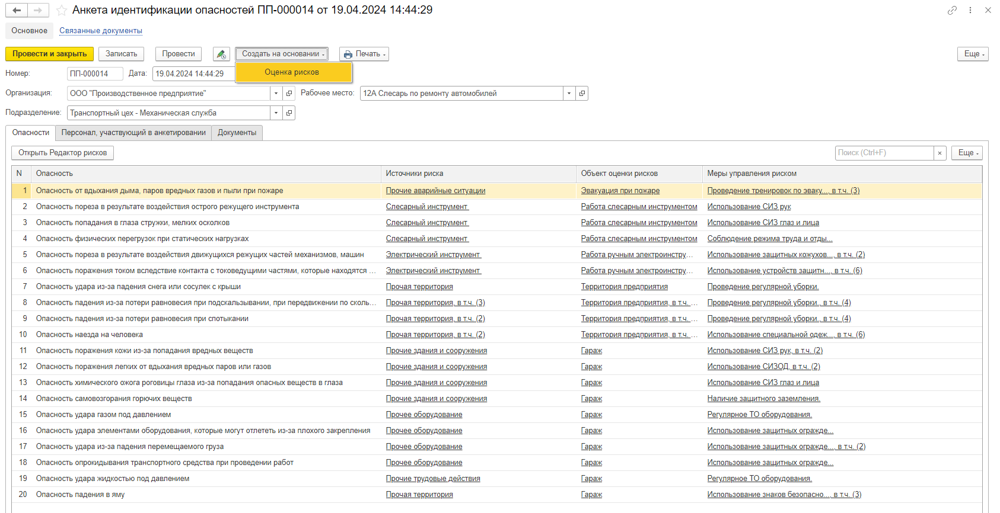 Анкета идентификации опасностей ПП-000014 от 19.04.2024 14:44:29
Основное Связанные документы
Провести и закрыть Записать Провести Создать на основании Печать Еще
Оценка рисков
Номер: ПП-000014 Дата: 19.04.2024 14:44:29
Организация: ООО "Производственное предприятие" Рабочее место: 12А Слесарь по ремонту автомобилей
Подразделение: Транспортный цех - Механическая служба
Опасности Персонал, участвующий в анкетировании Документы
Открыть Редактор рисков Поиск (Ctrl+F) × Еще
N Опасность Источники риска Объект оценки рисков Меры управления риском
1 Опасность от вдыхания дыма, паров вредных газов и пыли при пожаре Прочие аварийные ситуации Эвакуация при пожаре Проведение тренировок по эваку..., в т.ч. (3)
2 Опасность пореза в результате воздействия острого режущего инструмента Слесарный инструмент Работа слесарным инструментом Использование СИЗ рук
3 Опасность попадания в глаза стружки, мелких осколков Слесарный инструмент Работа слесарным инструментом Использование СИЗ глаз и лица
4 Опасность физических перегрузок при статических нагрузках Слесарный инструмент Работа слесарным инструментом Соблюдение режима труда и отды...
5 Опасность пореза в результате воздействия движущихся режущих частей механизмов, машин Электрический инструмент Работа ручным электроинстру... Использование защитных кожухов..., в т.ч. (2)
6 Опасность поражения током вследствие контакта с токоведущими частями, которые находятся ... Электрический инструмент Работа ручным электроинстру... Использование устройств защитн..., в т.ч. (6)
7 Опасность удара из-за падения снега или сосулек с крыши Прочая территория Территория предприятия Проведение регулярной уборки.
8 Опасность падения из-за потери равновесия при подскальзывании, при передвижении по сколь... Прочая территория, в т.ч. (3) Территория предприятия, в т.ч. ... Проведение регулярной уборки., в т.ч. (4)
9 Опасность падения из-за потери равновесия при спотыкании Прочая территория, в т.ч. (2) Территория предприятия, в т.ч. ... Проведение регулярной уборки., в т.ч. (4)
10 Опасность наезда на человека Прочая территория, в т.ч. (2) Территория предприятия, в т.ч. ... Использование специальной одеж..., в т.ч. (6)
11 Опасность поражения кожи из-за попадания вредных веществ Прочие здания и сооружения Гараж Использование СИЗ рук, в т.ч. (2)
12 Опасность поражения легких от вдыхания вредных паров или газов Прочие здания и сооружения Гараж Использование СИЗОД, в т.ч. (2)
13 Опасность химического ожога роговицы глаза из-за попадания опасных веществ в глаза Прочие здания и сооружения Гараж Использование СИЗ глаз и лица
14 Опасность самовозгорания горючих веществ Прочие здания и сооружения Гараж Наличие защитного заземления.
15 Опасность удара газом под давлением Прочее оборудование Гараж Регулярное ТО оборудования.
16 Опасность удара элементами оборудования, которые могут отлететь из-за плохого закрепления Прочее оборудование Гараж Использование защитных огражде...
17 Опасность удара из-за падения перемещаемого груза Прочее оборудование Гараж Использование защитных огражде..., в т.ч. (2)
18 Опасность опрокидывания транспортного средства при проведении работ Прочее оборудование Гараж Использование защитных огражде...
19 Опасность удара жидкостью под давлением Прочие трудовые действия Гараж Регулярное ТО оборудования.
20 Опасность падения в яму Прочая территория Гараж Использование знаков безопасно..., в т.ч. (3)